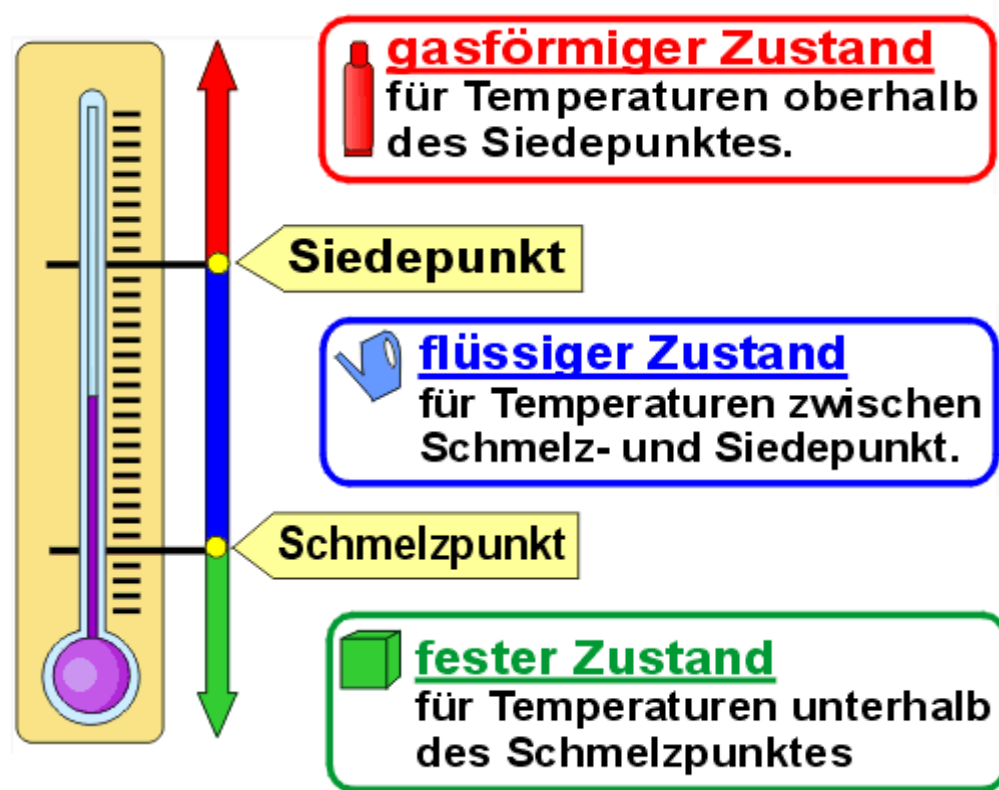 gasförmiger Zustand
für Temperaturen oberhalb
des Siedepunktes.
Siedepunkt
flüssiger Zustand
für Temperaturen zwischen
Schmelz- und Siedepunkt.
Schmelzpunkt
fester Zustand
für Temperaturen unterhalb
des Schmelzpunktes